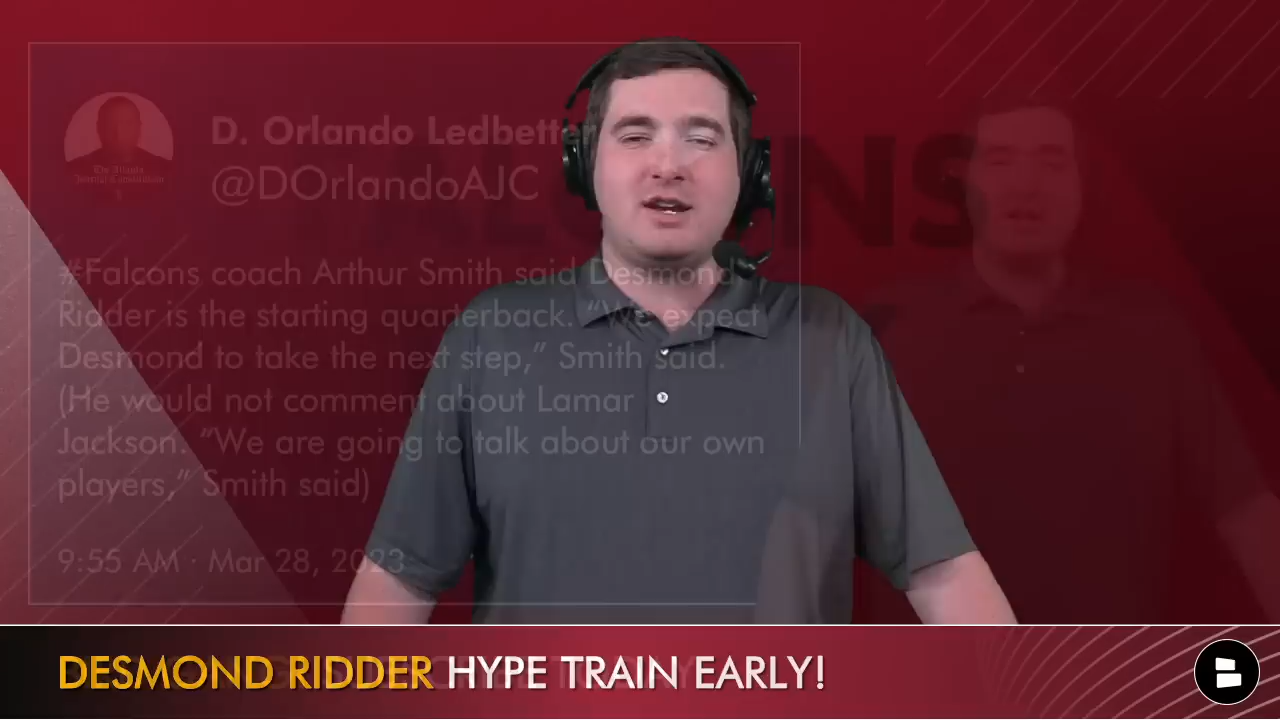 D. Orlando Ledbetter
@DOrlandoAJC
FALCONS
#Falcons coach Arthur Smith said Desmond
Ridder is the starting quarterback. “We expect
Desmond to take the next step,” Smith said.
(He would not comment about Lamar
Jackson. “We are going to talk about our own
players,” Smith said)
9:55 AM · Mar 28, 2023
DESMOND RIDDER HYPE TRAIN EARLY!